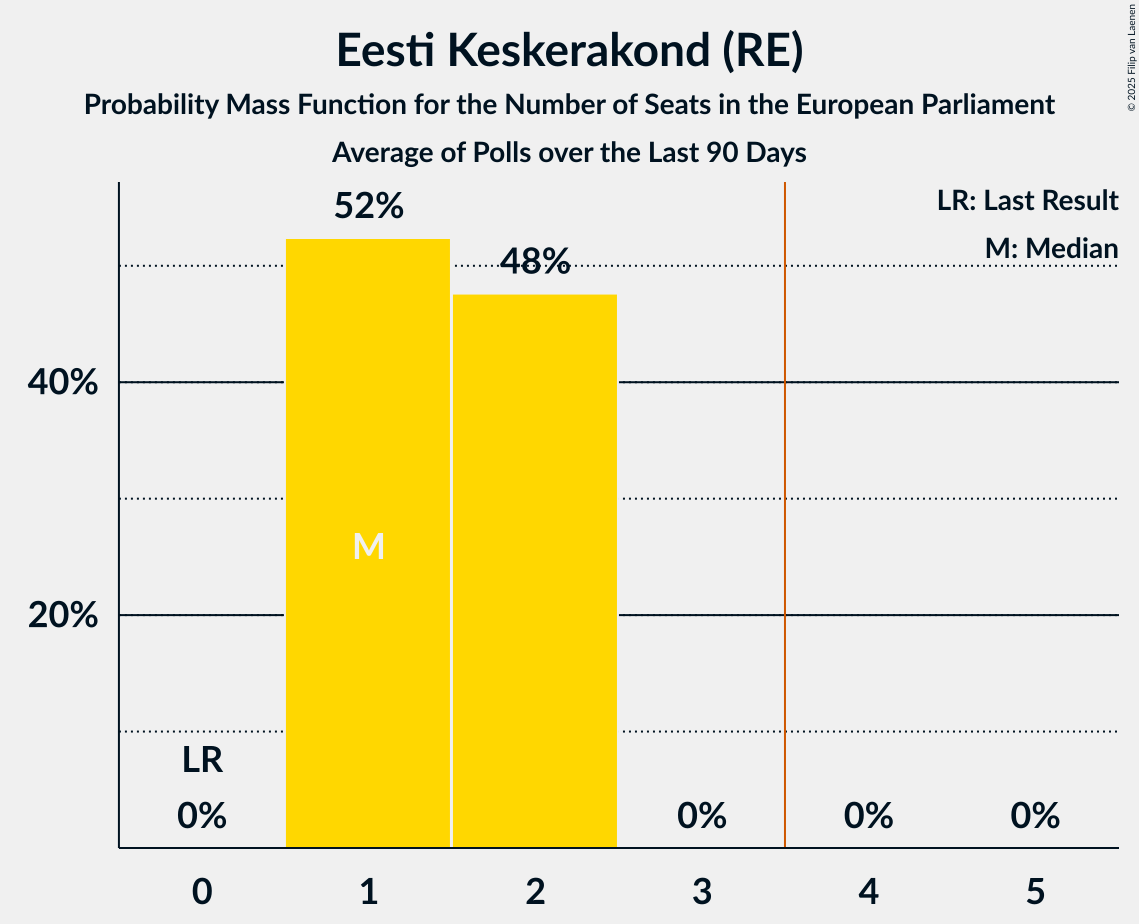 Eesti Keskerakond (RE)
Probability Mass Function for the Number of Seats in the European Parliament
Average of Polls over the Last 90 Days
© 2025 Filip van Laenen
LR: Last Result
M: Median
52%
48%
40%
20%
M
LR
0%
0%
0%
0%
0
1
2
3
4
5